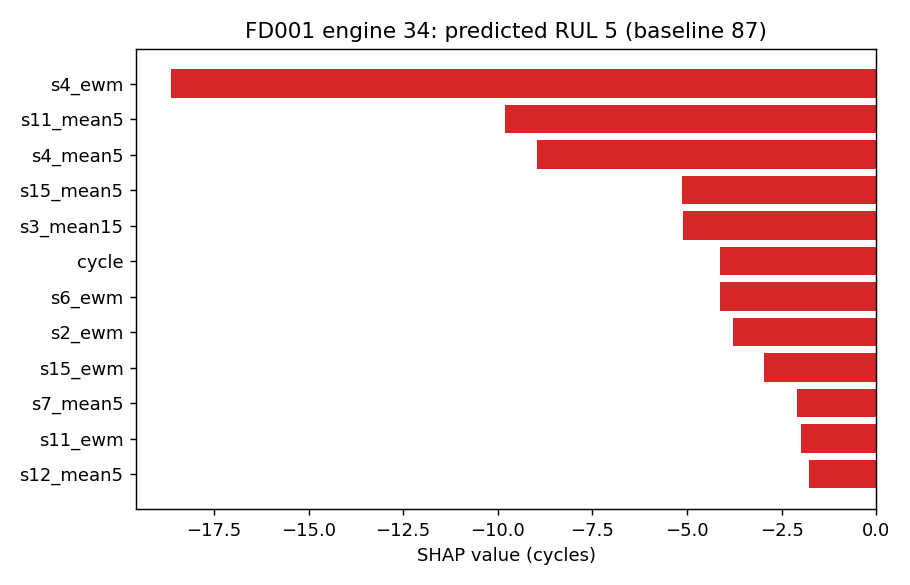 FD001 engine 34: predicted RUL 5 (baseline 87)
s4_ewm
s11_mean5
s4_mean5
s15_mean5
s3_mean15
cycle
s6_ewm
s2_ewm
s15_ewm
s7_mean5
s11_ewm
s12_mean5
−17.5 −15.0 −12.5 −10.0 −7.5 −5.0 −2.5 0.0
SHAP value (cycles)